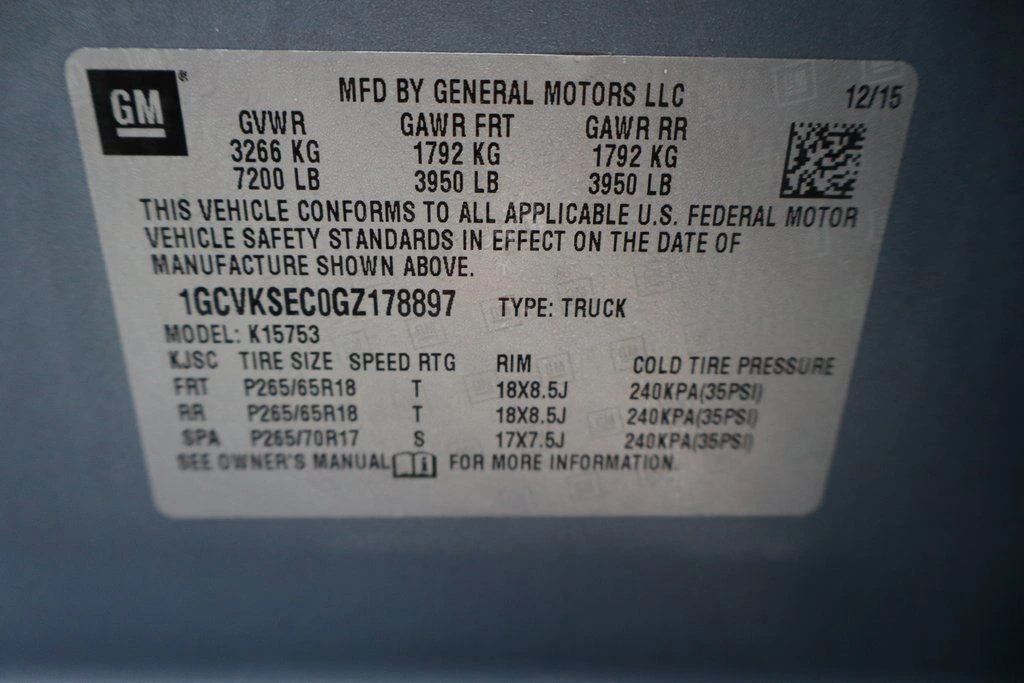 GM®
MFD BY GENERAL MOTORS LLC 12/15
GVWR GAWR FRT GAWR RR
3266 KG 1792 KG 1792 KG
7200 LB 3950 LB 3950 LB
THIS VEHICLE CONFORMS TO ALL APPLICABLE U.S. FEDERAL MOTOR
VEHICLE SAFETY STANDARDS IN EFFECT ON THE DATE OF
MANUFACTURE SHOWN ABOVE.
1GCVKSEC0GZ178897 TYPE: TRUCK
MODEL: K15753
KJSC TIRE SIZE SPEED RTG RIM COLD TIRE PRESSURE
FRT P265/65R18 T 18X8.5J 240KPA(35PSI)
RR P265/65R18 T 18X8.5J 240KPA(35PSI)
SPA P265/70R17 S 17X7.5J 240KPA(35PSI)
SEE OWNER'S MANUAL FOR MORE INFORMATION.